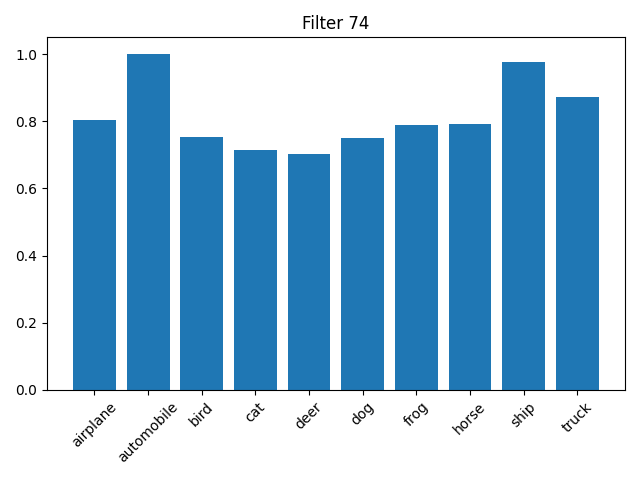 Filter 74
1.0
0.8
0.6
0.4
0.2
0.0
airplane
automobile
bird
cat
deer
dog
frog
horse
ship
truck